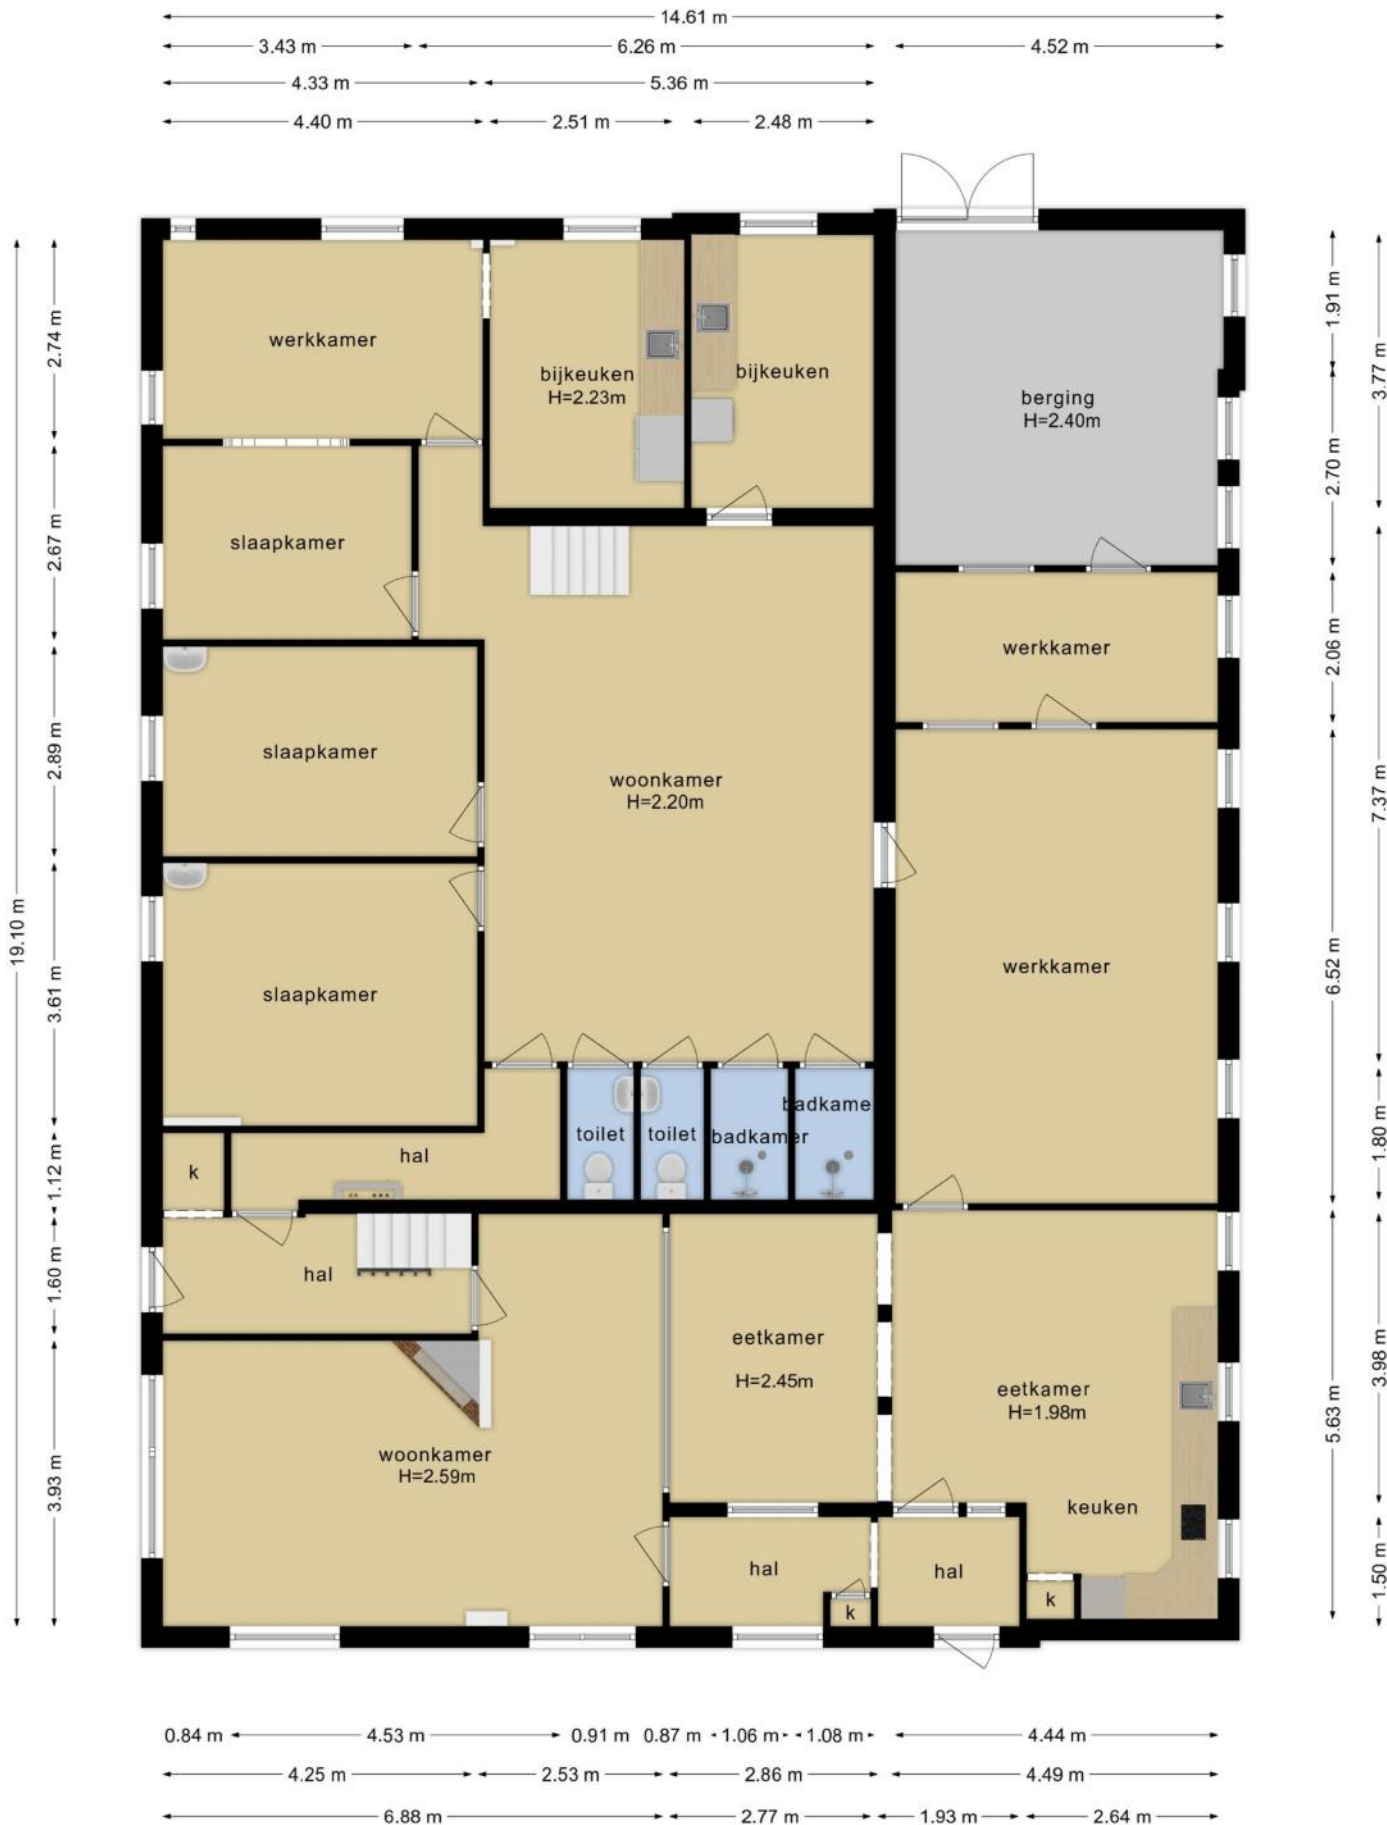 14.61 m
3.43 m 6.26 m 4.52 m
4.33 m 5.36 m
4.40 m 2.51 m 2.48 m
19.10 m
2.74 m
2.67 m
2.89 m
3.61 m
1.12 m
1.60 m
3.93 m
werkkamer
bijkeuken
H=2.23m
bijkeuken
berging
H=2.40m
slaapkamer
werkkamer
slaapkamer
woonkamer
H=2.20m
werkkamer
slaapkamer
badkame
toilet
toilet
badkamer
hal
k
hal
eetkamer
H=2.45m
eetkamer
H=1.98m
woonkamer
H=2.59m
keuken
hal
hal
k
k
1.91 m
2.70 m
2.06 m
6.52 m
5.63 m
3.77 m
7.37 m
1.80 m
3.98 m
1.50 m
0.84 m 4.53 m 0.91 m 0.87 m 1.06 m 1.08 m 4.44 m
4.25 m 2.53 m 2.86 m 4.49 m
6.88 m 2.77 m 1.93 m 2.64 m